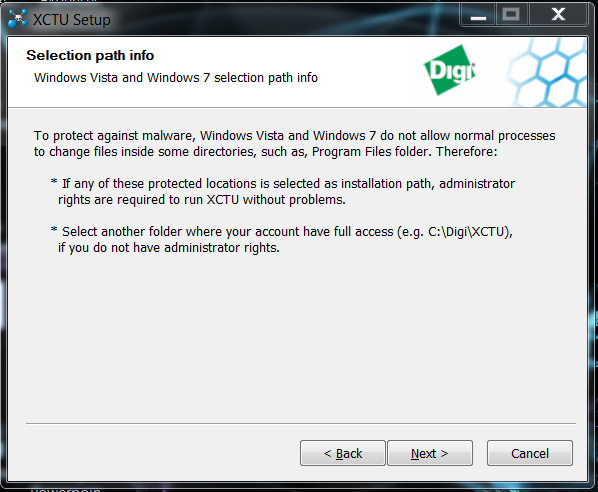 XCTU Setup
Selection path info
Windows Vista and Windows 7 selection path info
Digi
To protect against malware, Windows Vista and Windows 7 do not allow normal processes
to change files inside some directories, such as, Program Files folder. Therefore:
* If any of these protected locations is selected as installation path, administrator
rights are required to run XCTU without problems.
* Select another folder where your account have full access (e.g. C:\Digi\XCTU),
if you do not have administrator rights.
< Back
Next >
Cancel